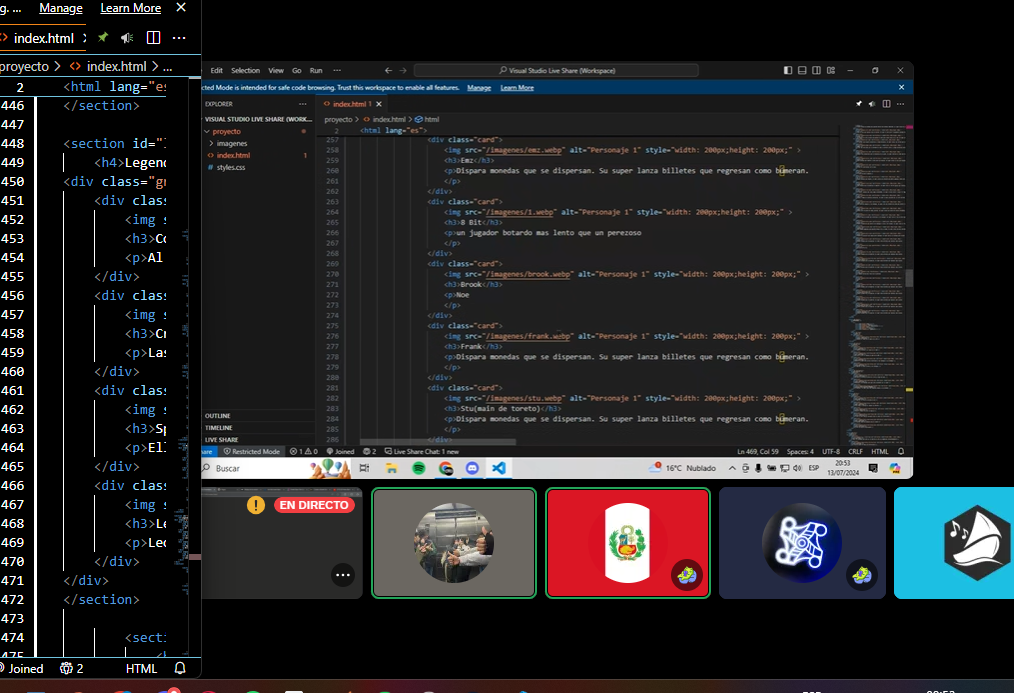 g. ... Manage Learn More
index.html
proyecto > index.html > ...
2 <html lang="es
446 </section>
447
448 <section id="
449 <h4>Legend
450 <div class="g
451 <div clas
452 <img s
453 <h3>Co
454 <p>Al
455 </div>
456 <div clas
457 <img s
458 <h3>Cr
459 <p>Las
460 </div>
461 <div clas
462 <img s
463 <h3>Sp
464 <p>El
465 </div>
466 <div clas
467 <img s
468 <h3>Le
469 <p>Leo
470 </div>
471 </div>
472 </section>
473
474 <secti
475
Joined 2 HTML
Edit Selection View Go Run ... Visual Studio Live Share (Workspace)
cted Mode is intended for safe code browsing. Trust this workspace to enable all features. Manage Learn More
EXPLORER ...
index.html 1
VISUAL STUDIO LIVE SHARE (WORK...
proyecto
imagenes
index.html 1
styles.css
OUTLINE
TIMELINE
LIVE SHARE
proyecto > index.html > html
2 <html lang="es">
257 <div class="card">
258 <img src="/imagenes/emz.webp" alt="Personaje 1" style="width: 200px;height: 200px;" >
259 <h3>Emz</h3>
260 <p>Dispara monedas que se dispersan. Su super lanza billetes que regresan como búmeran.
261 </p>
262 </div>
263 <div class="card">
264 <img src="/imagenes/1.webp" alt="Personaje 1" style="width: 200px;height: 200px;" >
265 <h3>8 Bit</h3>
266 <p>un jugador botardo mas lento que un perezoso
267 </p>
268 </div>
269 <div class="card">
270 <img src="/imagenes/brook.webp" alt="Personaje 1" style="width: 200px;height: 200px;" >
271 <h3>Brook</h3>
272 <p>Noe
273 </p>
274 </div>
275 <div class="card">
276 <img src="/imagenes/frank.webp" alt="Personaje 1" style="width: 200px;height: 200px;" >
277 <h3>Frank</h3>
278 <p>Dispara monedas que se dispersan. Su super lanza billetes que regresan como búmeran.
279 </p>
280 </div>
281 <div class="card">
282 <img src="/imagenes/stu.webp" alt="Personaje 1" style="width: 200px;height: 200px;" >
283 <h3>Stu(main de toreto)</h3>
284 <p>Dispara monedas que se dispersan. Su super lanza billetes que regresan como búmeran.
285 </p>
286 </div>
Restricted Mode 1 0 Joined 2 Live Share Chat: 1 new Ln 469, Col 59 Spaces: 4 UTF-8 CRLF HTML
Buscar 16°C Nublado ESP 20:53
13/07/2024
EN DIRECTO